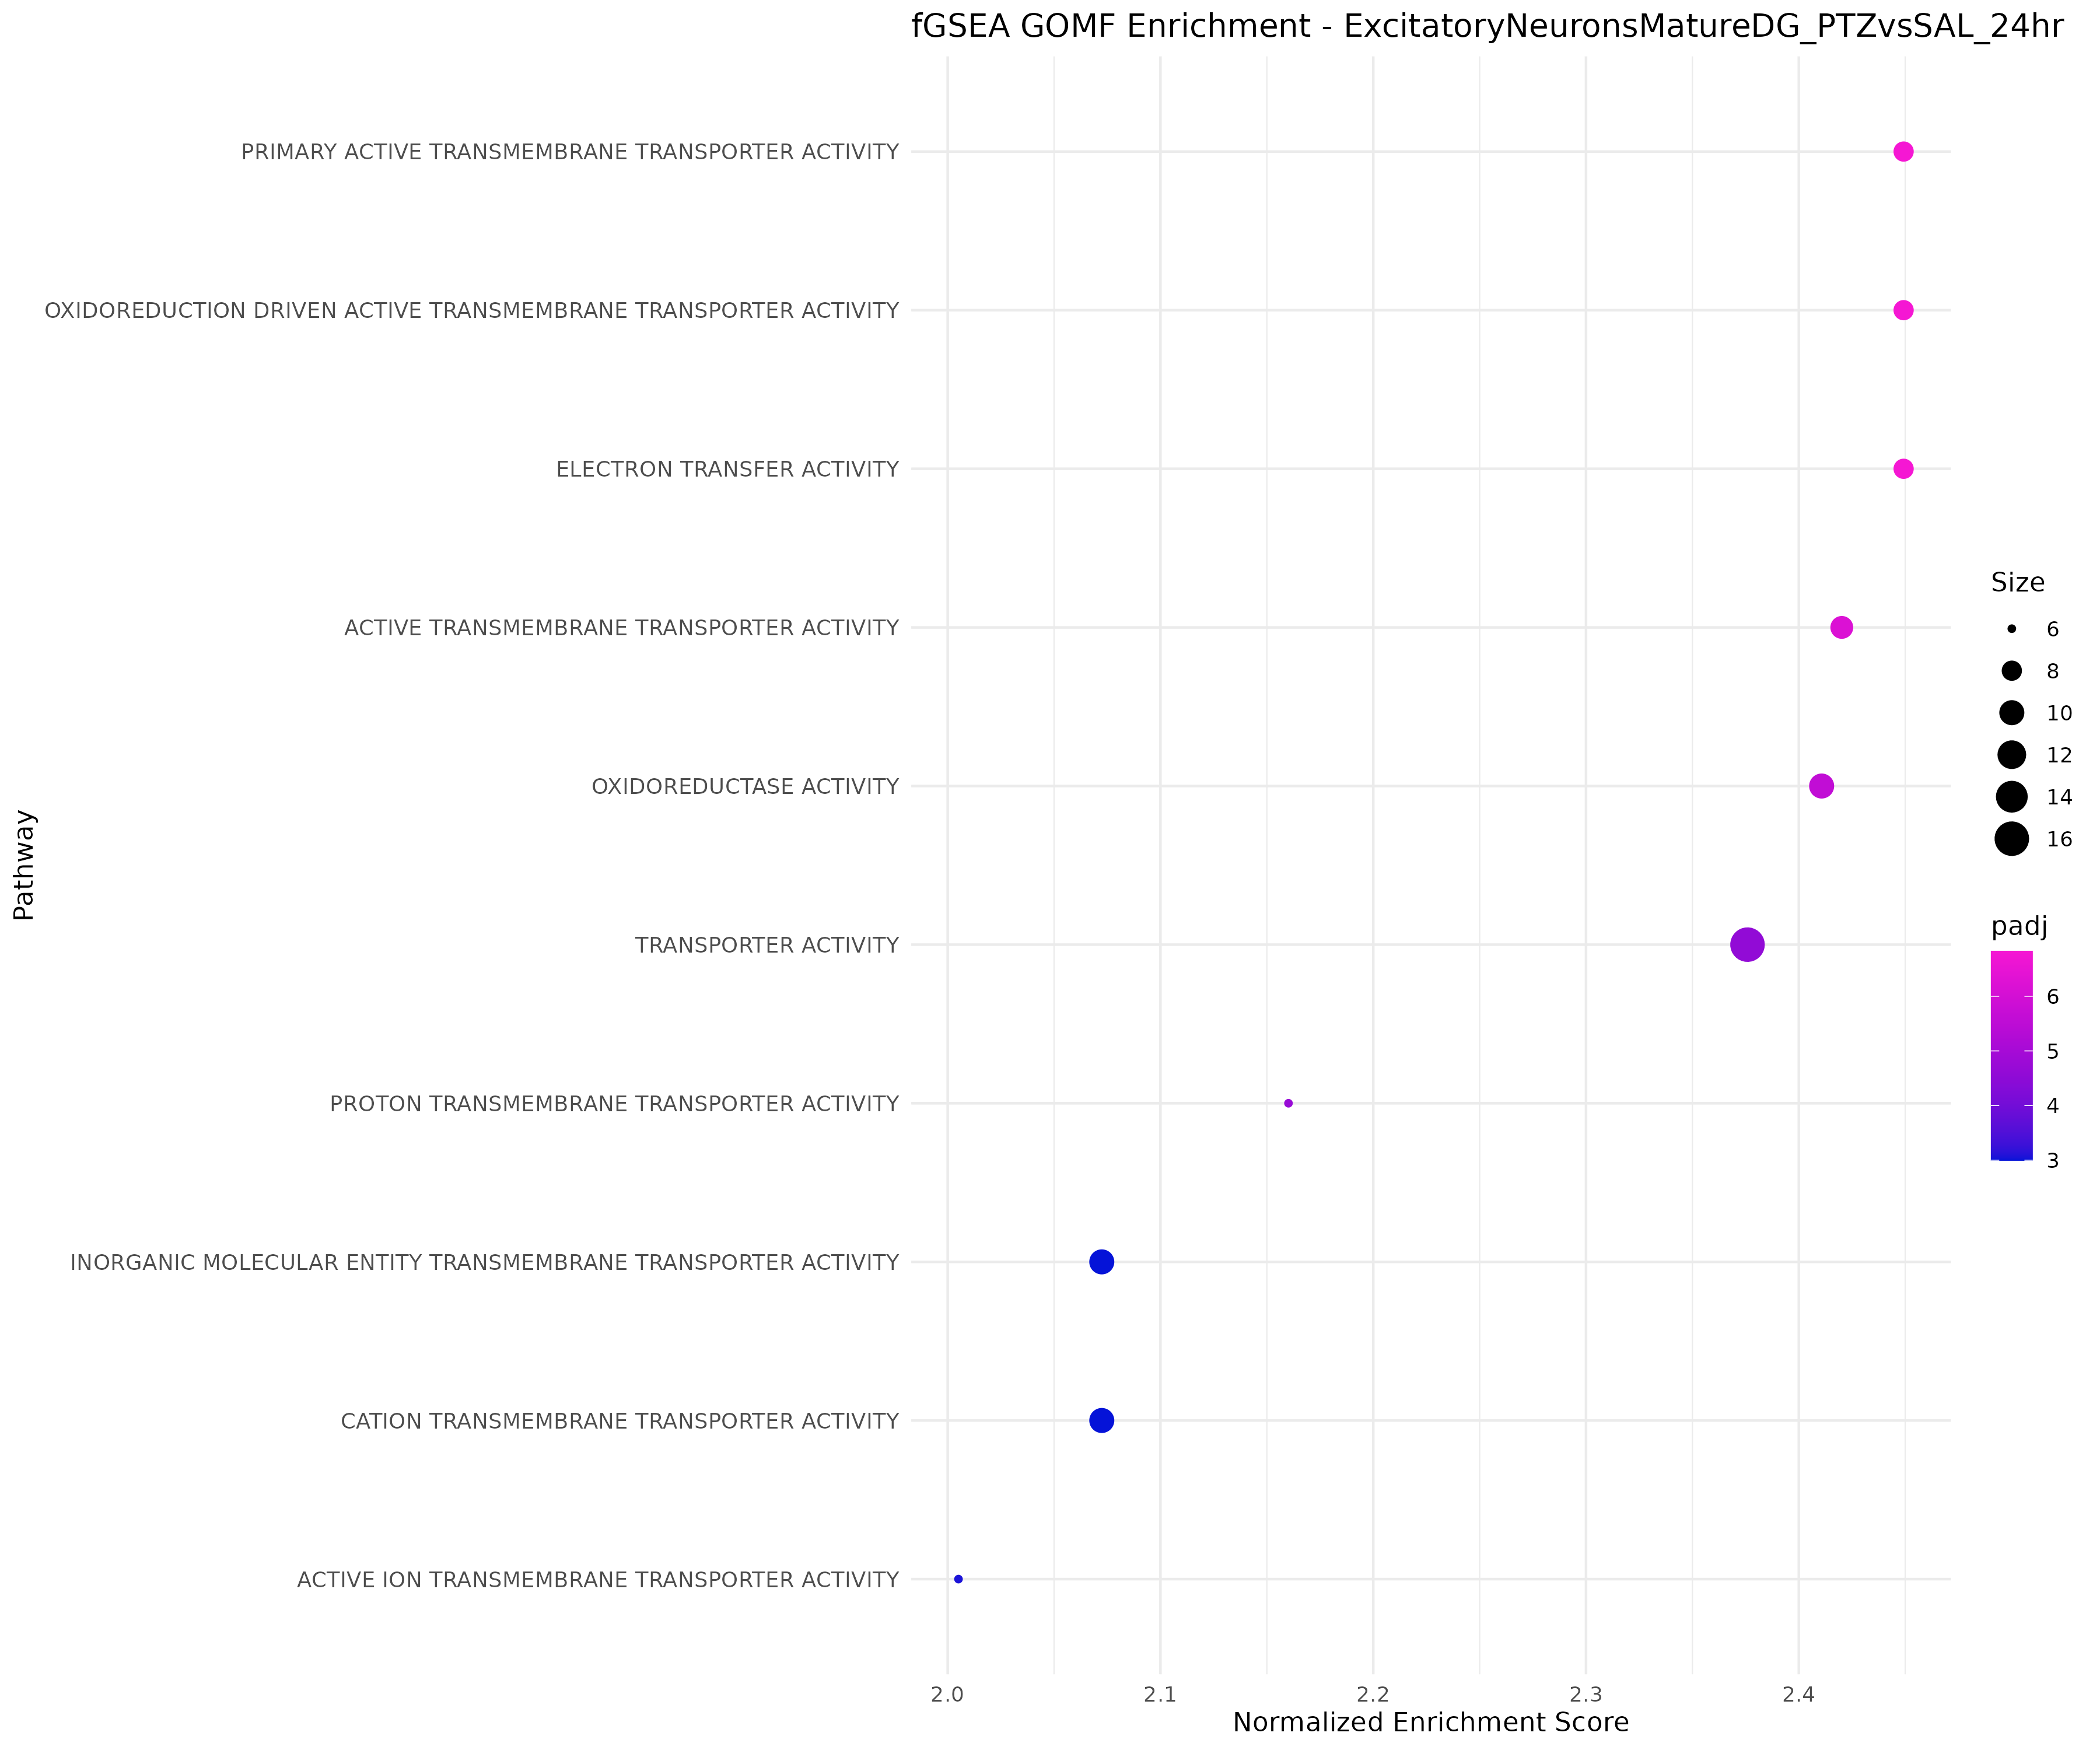 fGSEA GOMF Enrichment - ExcitatoryNeuronsMatureDG_PTZvsSAL_24hr
PRIMARY ACTIVE TRANSMEMBRANE TRANSPORTER ACTIVITY
OXIDOREDUCTION DRIVEN ACTIVE TRANSMEMBRANE TRANSPORTER ACTIVITY
ELECTRON TRANSFER ACTIVITY
ACTIVE TRANSMEMBRANE TRANSPORTER ACTIVITY
OXIDOREDUCTASE ACTIVITY
TRANSPORTER ACTIVITY
PROTON TRANSMEMBRANE TRANSPORTER ACTIVITY
INORGANIC MOLECULAR ENTITY TRANSMEMBRANE TRANSPORTER ACTIVITY
CATION TRANSMEMBRANE TRANSPORTER ACTIVITY
ACTIVE ION TRANSMEMBRANE TRANSPORTER ACTIVITY
Pathway
2.0 2.1 2.2 2.3 2.4
Normalized Enrichment Score
Size
6
8
10
12
14
16
padj
6
5
4
3